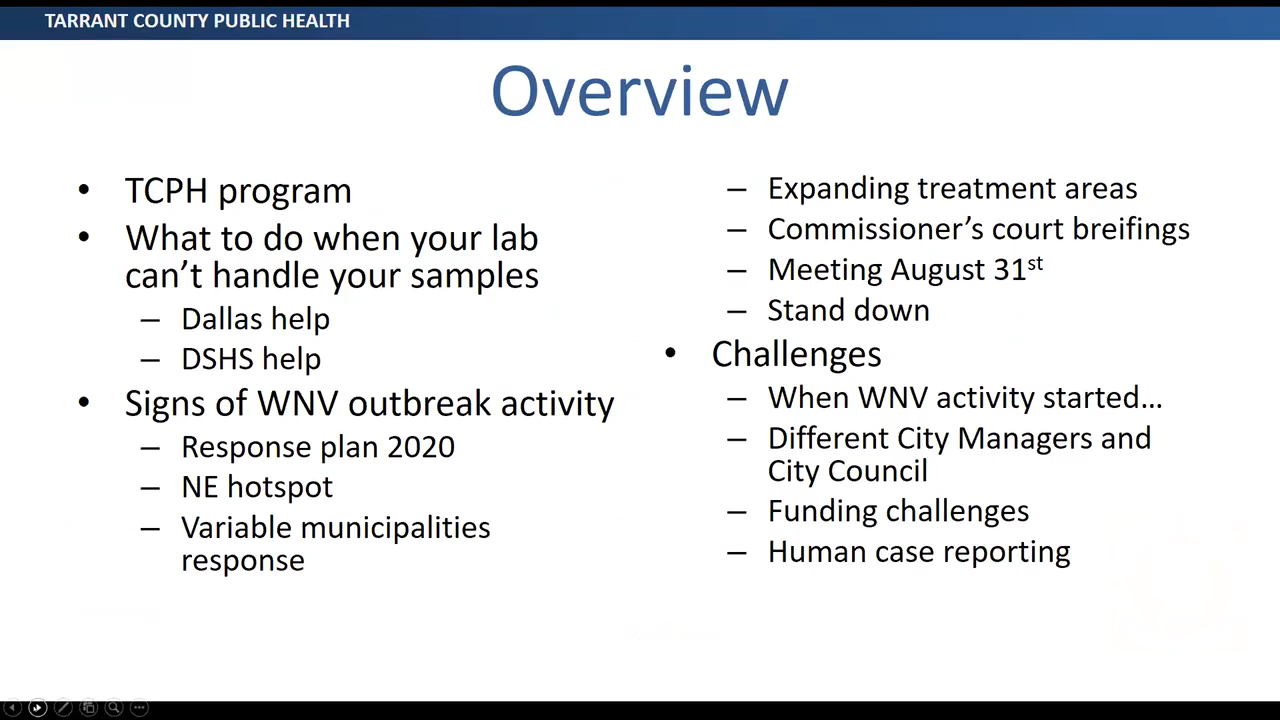 TARRANT COUNTY PUBLIC HEALTH
Overview
• TCPH program
• What to do when your lab
can't handle your samples
– Dallas help
– DSHS help
• Signs of WNV outbreak activity
– Response plan 2020
– NE hotspot
– Variable municipalities
response
– Expanding treatment areas
– Commissioner's court breifings
– Meeting August 31st
– Stand down
• Challenges
– When WNV activity started…
– Different City Managers and
City Council
– Funding challenges
– Human case reporting